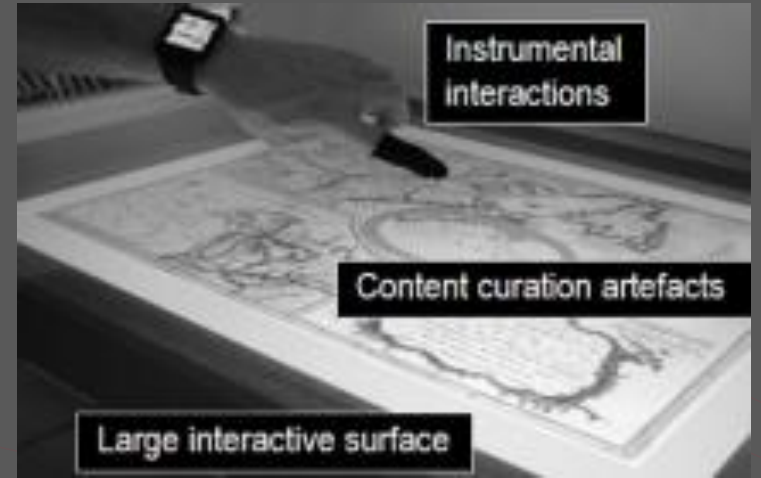 Instrumental
interactions
Content curation artefacts
Large interactive surface